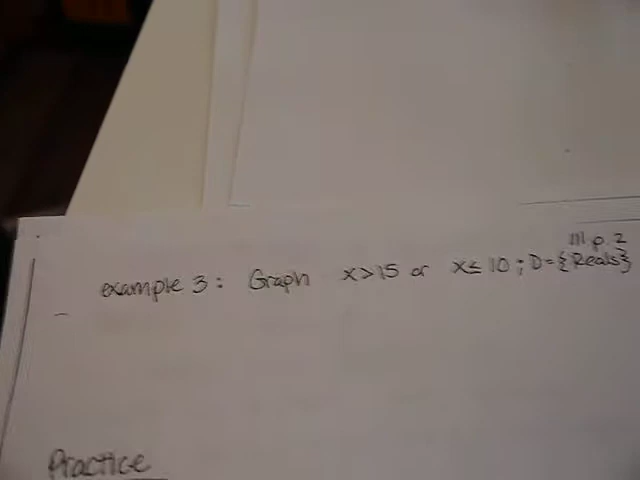 III p. 2
example 3: Graph x>15 or x≤10; D={Reals}
Practice